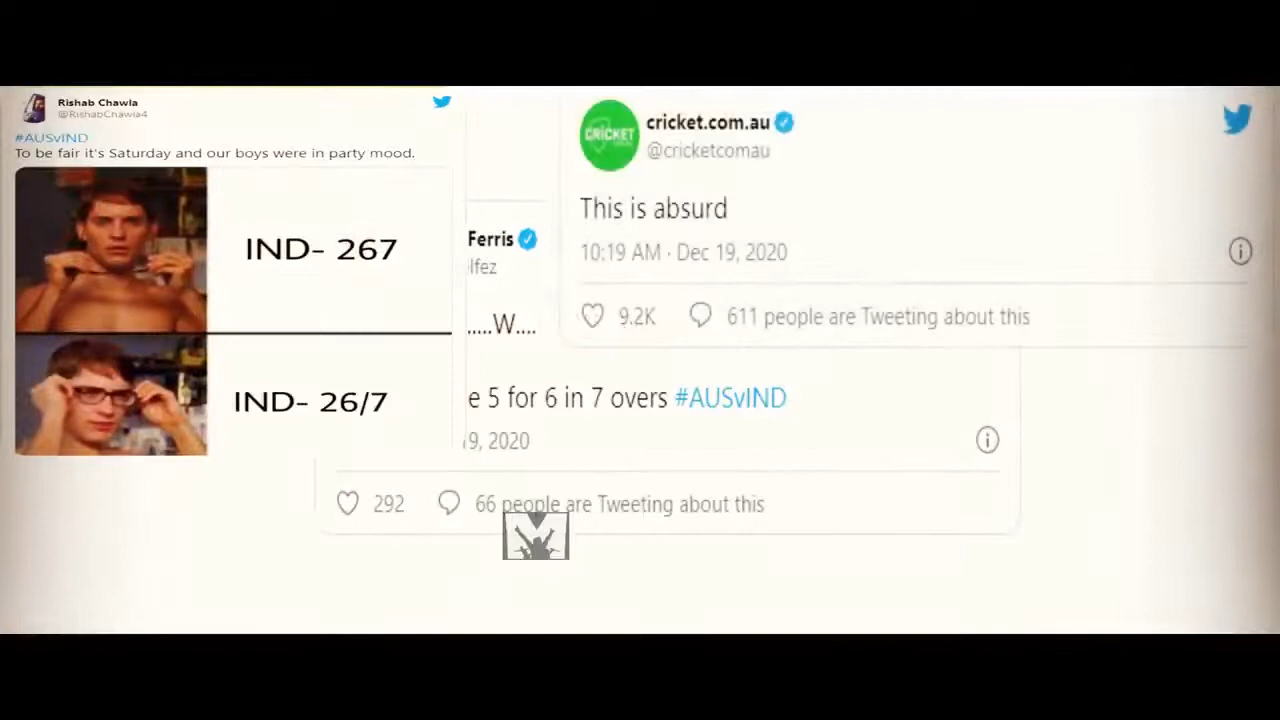 Rishab Chawla
@RishabChawla4
#AUSvIND
To be fair it's Saturday and our boys were in party mood.
IND- 267
IND- 26/7
Ferris
lfez
.....W....
e 5 for 6 in 7 overs #AUSvIND
19, 2020
292 66 people are Tweeting about this
CRICKET
cricket.com.au
@cricketcomau
This is absurd
10:19 AM · Dec 19, 2020
9.2K 611 people are Tweeting about this